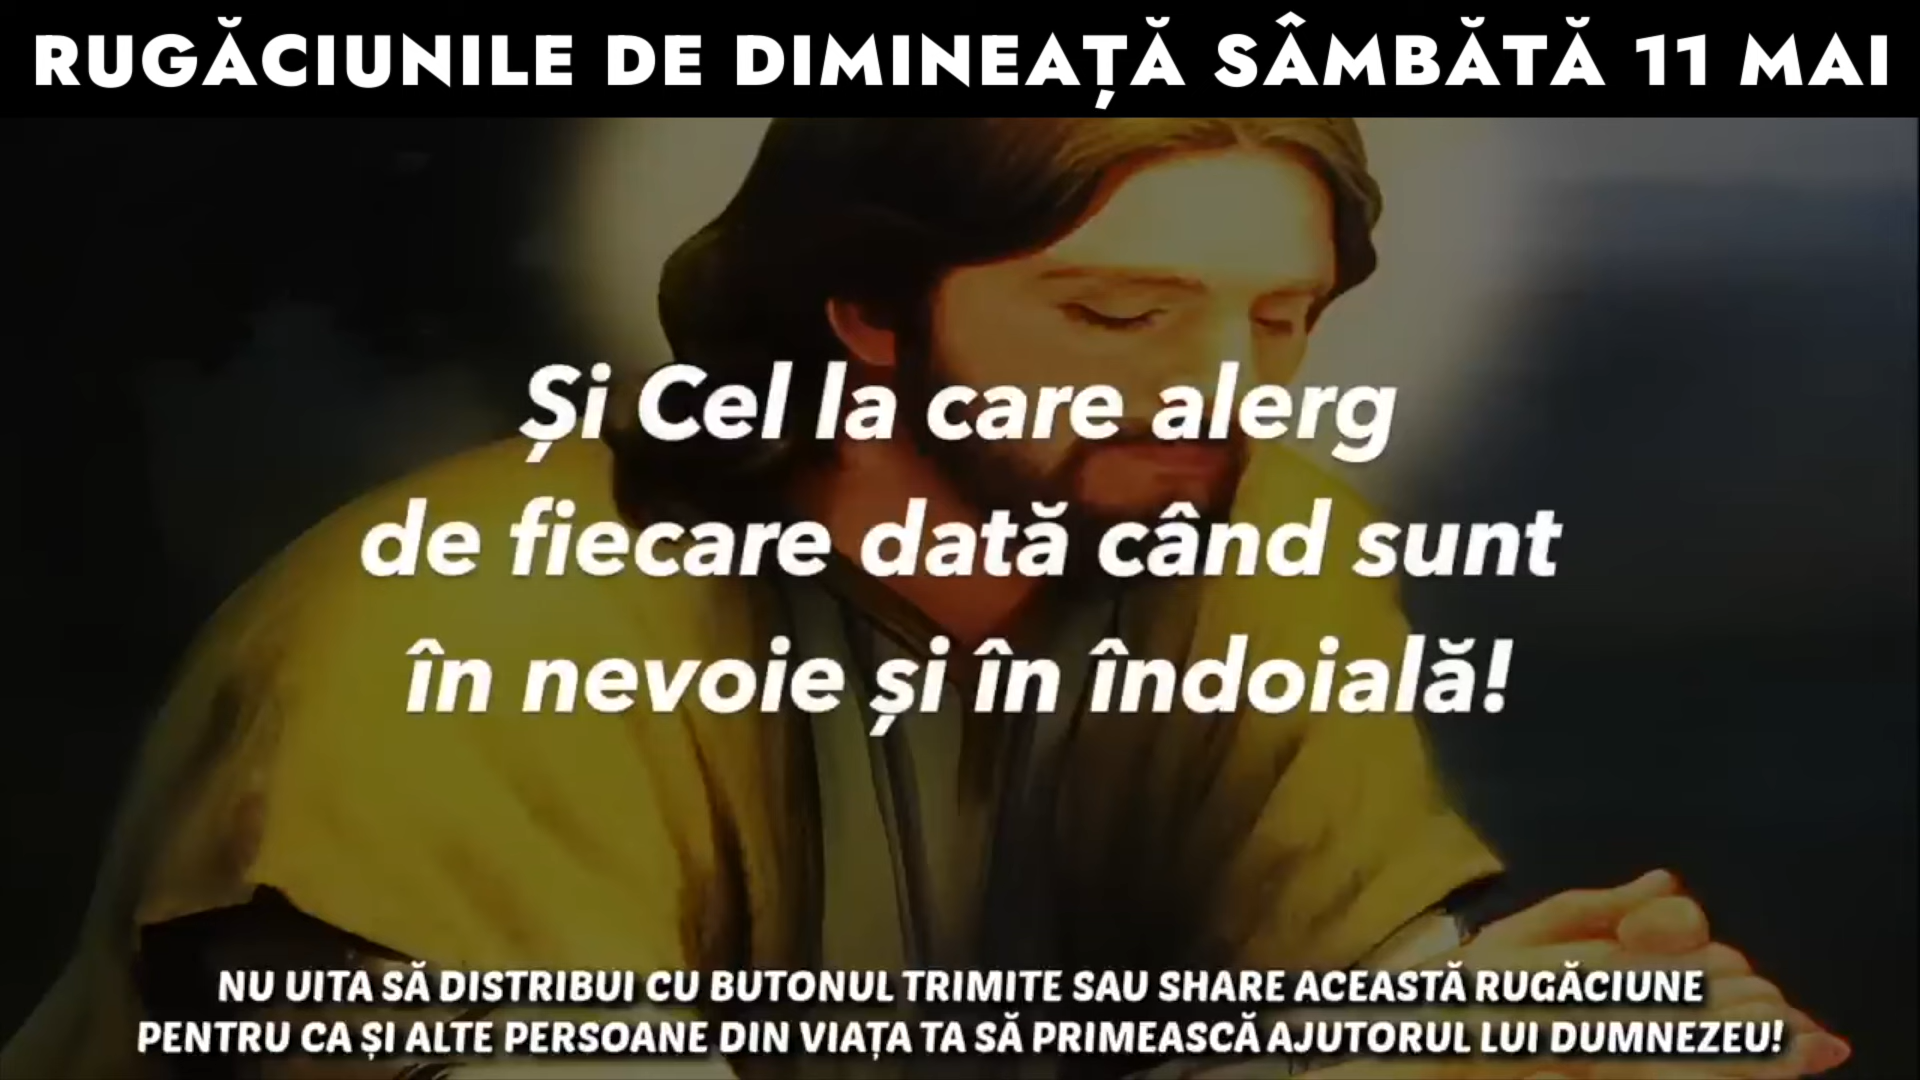 RUGĂCIUNILE DE DIMINEAȚĂ SÂMBĂTĂ 11 MAI
Și Cel la care alerg
de fiecare dată când sunt
în nevoie și în îndoială!
NU UITA SĂ DISTRIBUI CU BUTONUL TRIMITE SAU SHARE ACEASTĂ RUGĂCIUNE
PENTRU CA ȘI ALTE PERSOANE DIN VIAȚA TA SĂ PRIMEASCĂ AJUTORUL LUI DUMNEZEU!